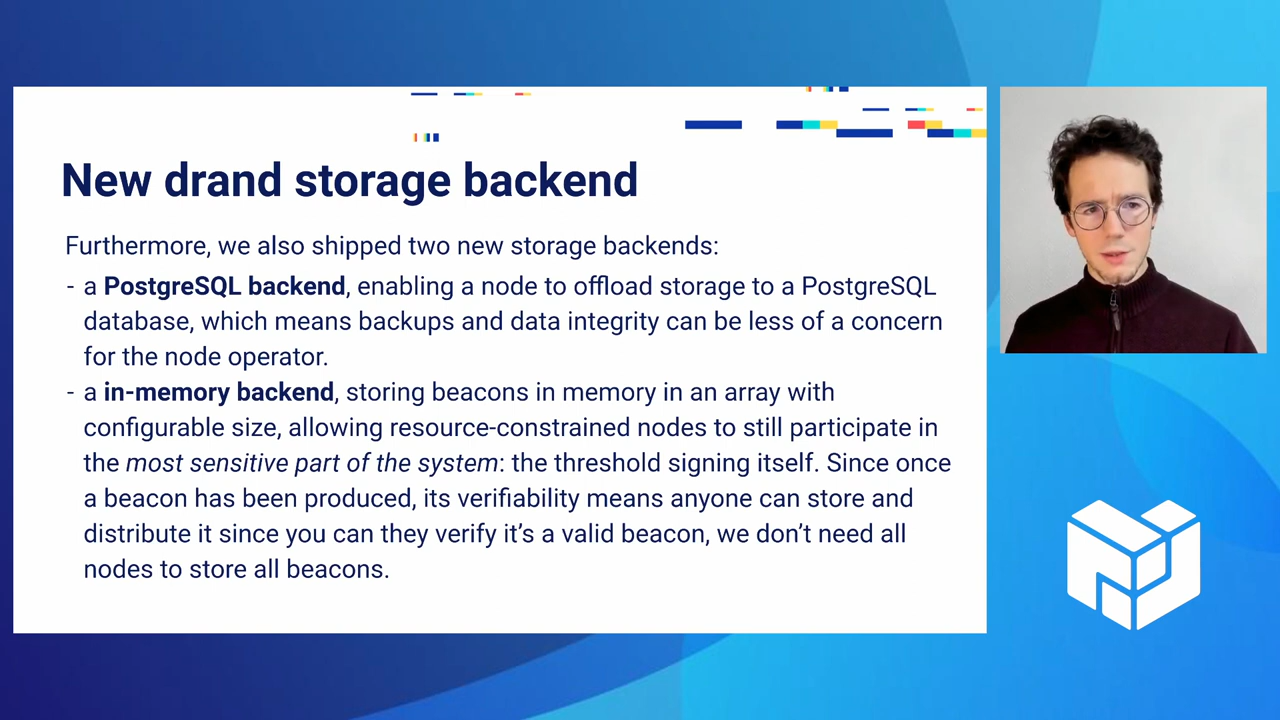 New drand storage backend
Furthermore, we also shipped two new storage backends:
- a PostgreSQL backend, enabling a node to offload storage to a PostgreSQL
database, which means backups and data integrity can be less of a concern
for the node operator.
- a in-memory backend, storing beacons in memory in an array with
configurable size, allowing resource-constrained nodes to still participate in
the most sensitive part of the system: the threshold signing itself. Since once
a beacon has been produced, its verifiability means anyone can store and
distribute it since you can they verify it’s a valid beacon, we don’t need all
nodes to store all beacons.